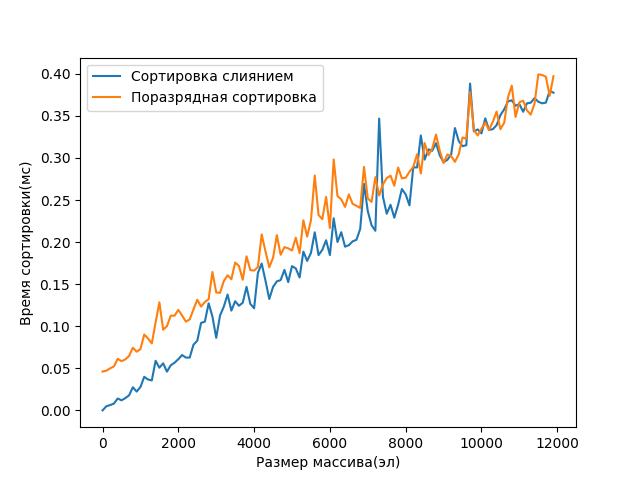 Сортировка слиянием
Поразрядная сортировка
0.40
0.35
0.30
0.25
0.20
0.15
0.10
0.05
0.00
Время сортировки(мс)
0 2000 4000 6000 8000 10000 12000
Размер массива(эл)